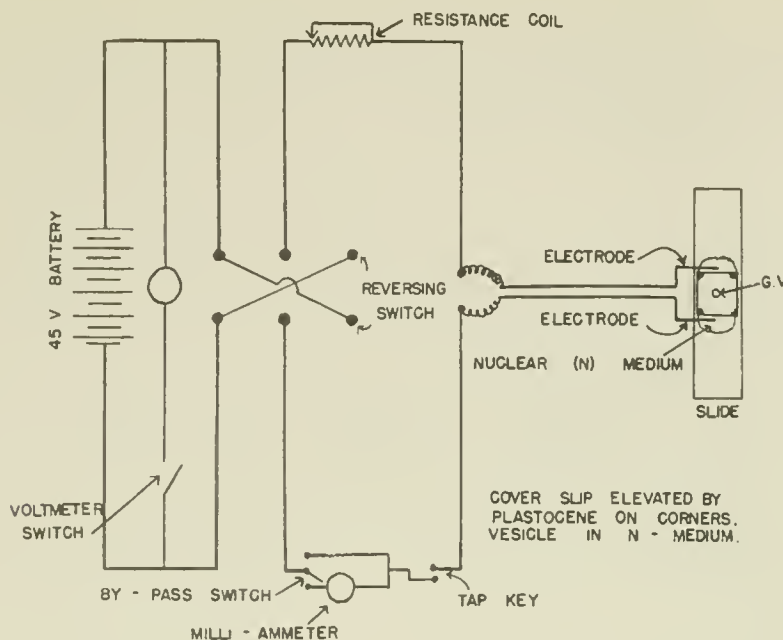 RESISTANCE COIL
45 V BATTERY
ELECTRODE
G.V.
REVERSING
SWITCH
ELECTRODE
NUCLEAR (N) MEDIUM
SLIDE
VOLTMETER
SWITCH
COVER SLIP ELEVATED BY
PLASTOCENE ON CORNERS.
VESICLE IN N - MEDIUM.
BY - PASS SWITCH
TAP KEY
MILLI - AMMETER